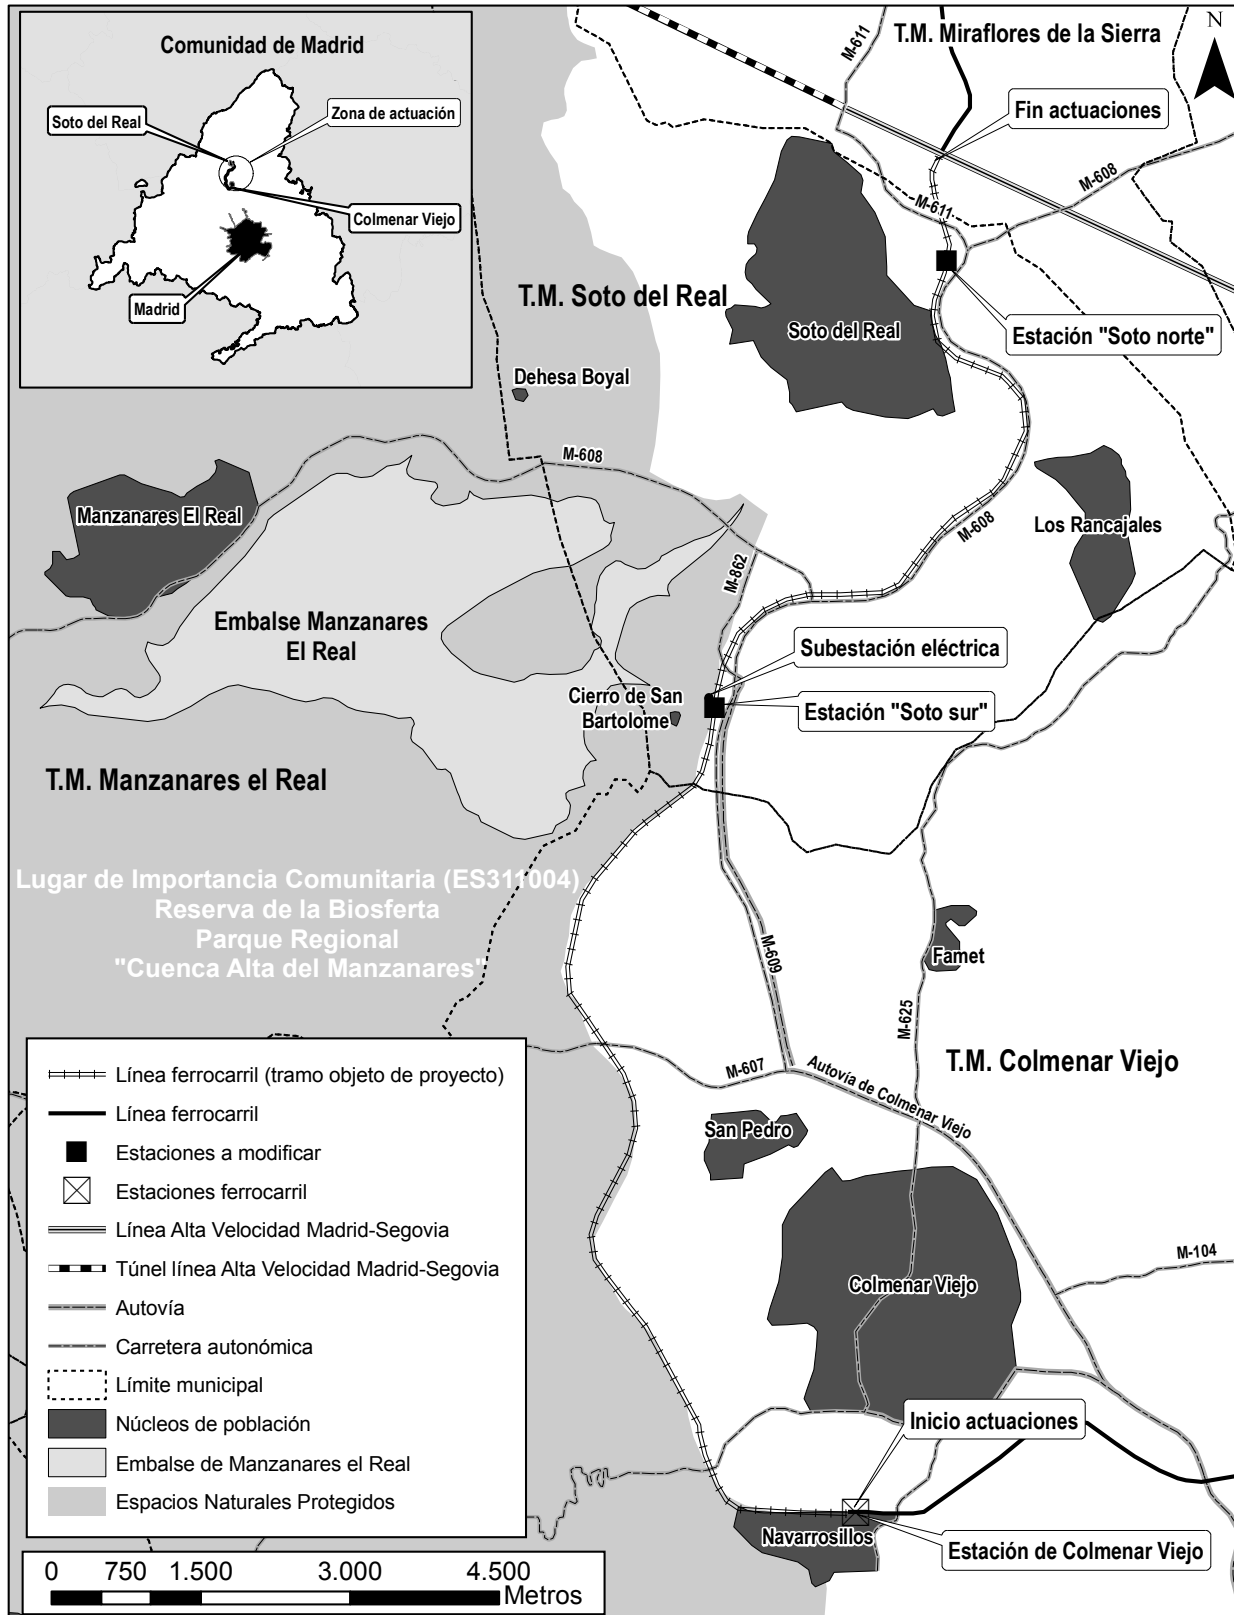 Comunidad de Madrid
Soto del Real
Zona de actuación
Colmenar Viejo
Madrid
T.M. Miraflores de la Sierra
N
M-611
Fin actuaciones
M-608
M-611
T.M. Soto del Real
Soto del Real
Estación "Soto norte"
Dehesa Boyal
M-608
Manzanares El Real
M-608
Los Rancajales
M-862
Embalse Manzanares
El Real
Subestación eléctrica
Cierro de San
Bartolome
Estación "Soto sur"
T.M. Manzanares el Real
Lugar de Importancia Comunitaria (ES311004)
Reserva de la Biosferta
Parque Regional
"Cuenca Alta del Manzanares"
M-609
Famet
M-625
T.M. Colmenar Viejo
M-607
Autovía de Colmenar Viejo
San Pedro
M-104
Colmenar Viejo
Inicio actuaciones
Navarrosillos
Estación de Colmenar Viejo
Línea ferrocarril (tramo objeto de proyecto)
Línea ferrocarril
Estaciones a modificar
Estaciones ferrocarril
Línea Alta Velocidad Madrid-Segovia
Túnel línea Alta Velocidad Madrid-Segovia
Autovía
Carretera autonómica
Límite municipal
Núcleos de población
Embalse de Manzanares el Real
Espacios Naturales Protegidos
0 750 1.500 3.000 4.500
Metros